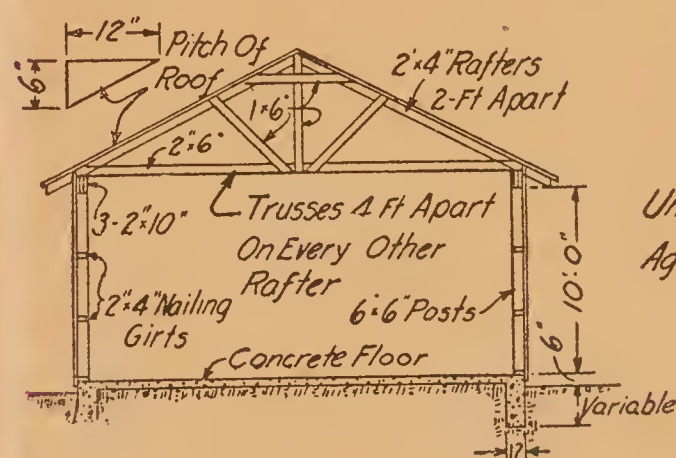 12"
Pitch Of
Roof
6"
2"x4" Rafters
2-Ft Apart
1x6"
2"x6"
3-2"x10"
Trusses 4 Ft Apart
On Every Other
Rafter
2"x4" Nailing
Girts
6"x6" Posts
10'-0"
6"
Concrete Floor
Variable
12